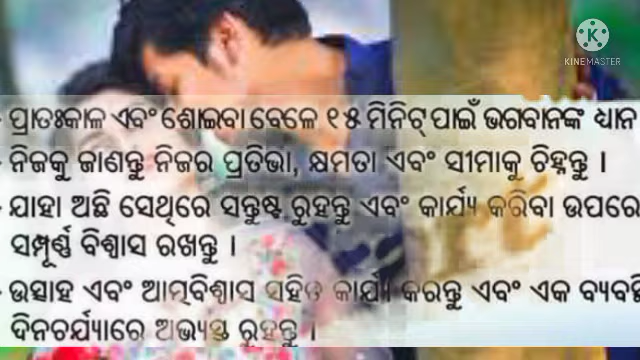 KINEMASTER
- ପ୍ରାତଃକାଳ ଏବଂ ଶୋଇବା ବେଳେ ୧୫ ମିନିଟ୍ ପାଇଁ ଭଗବାନଙ୍କ ଧ୍ୟାନ
- ନିଜକୁ ଜାଣନ୍ତୁ ନିଜର ପ୍ରତିଭା, କ୍ଷମତା ଏବଂ ସୀମାକୁ ଚିହ୍ନନ୍ତୁ ।
- ଯାହା ଅଛି ସେଥିରେ ସନ୍ତୁଷ୍ଟ ରୁହନ୍ତୁ ଏବଂ କାର୍ଯ୍ୟ କରିବା ଉପରେ
ସମ୍ପୂର୍ଣ୍ଣ ବିଶ୍ୱାସ ରଖନ୍ତୁ ।
- ଉତ୍ସାହ ଏବଂ ଆତ୍ମବିଶ୍ୱାସ ସହିତ କାର୍ଯ୍ୟ କରନ୍ତୁ ଏବଂ ଏକ
ଦିନଚର୍ଯ୍ୟାରେ ଅଭ୍ୟସ୍ତ ରୁହନ୍ତୁ ।